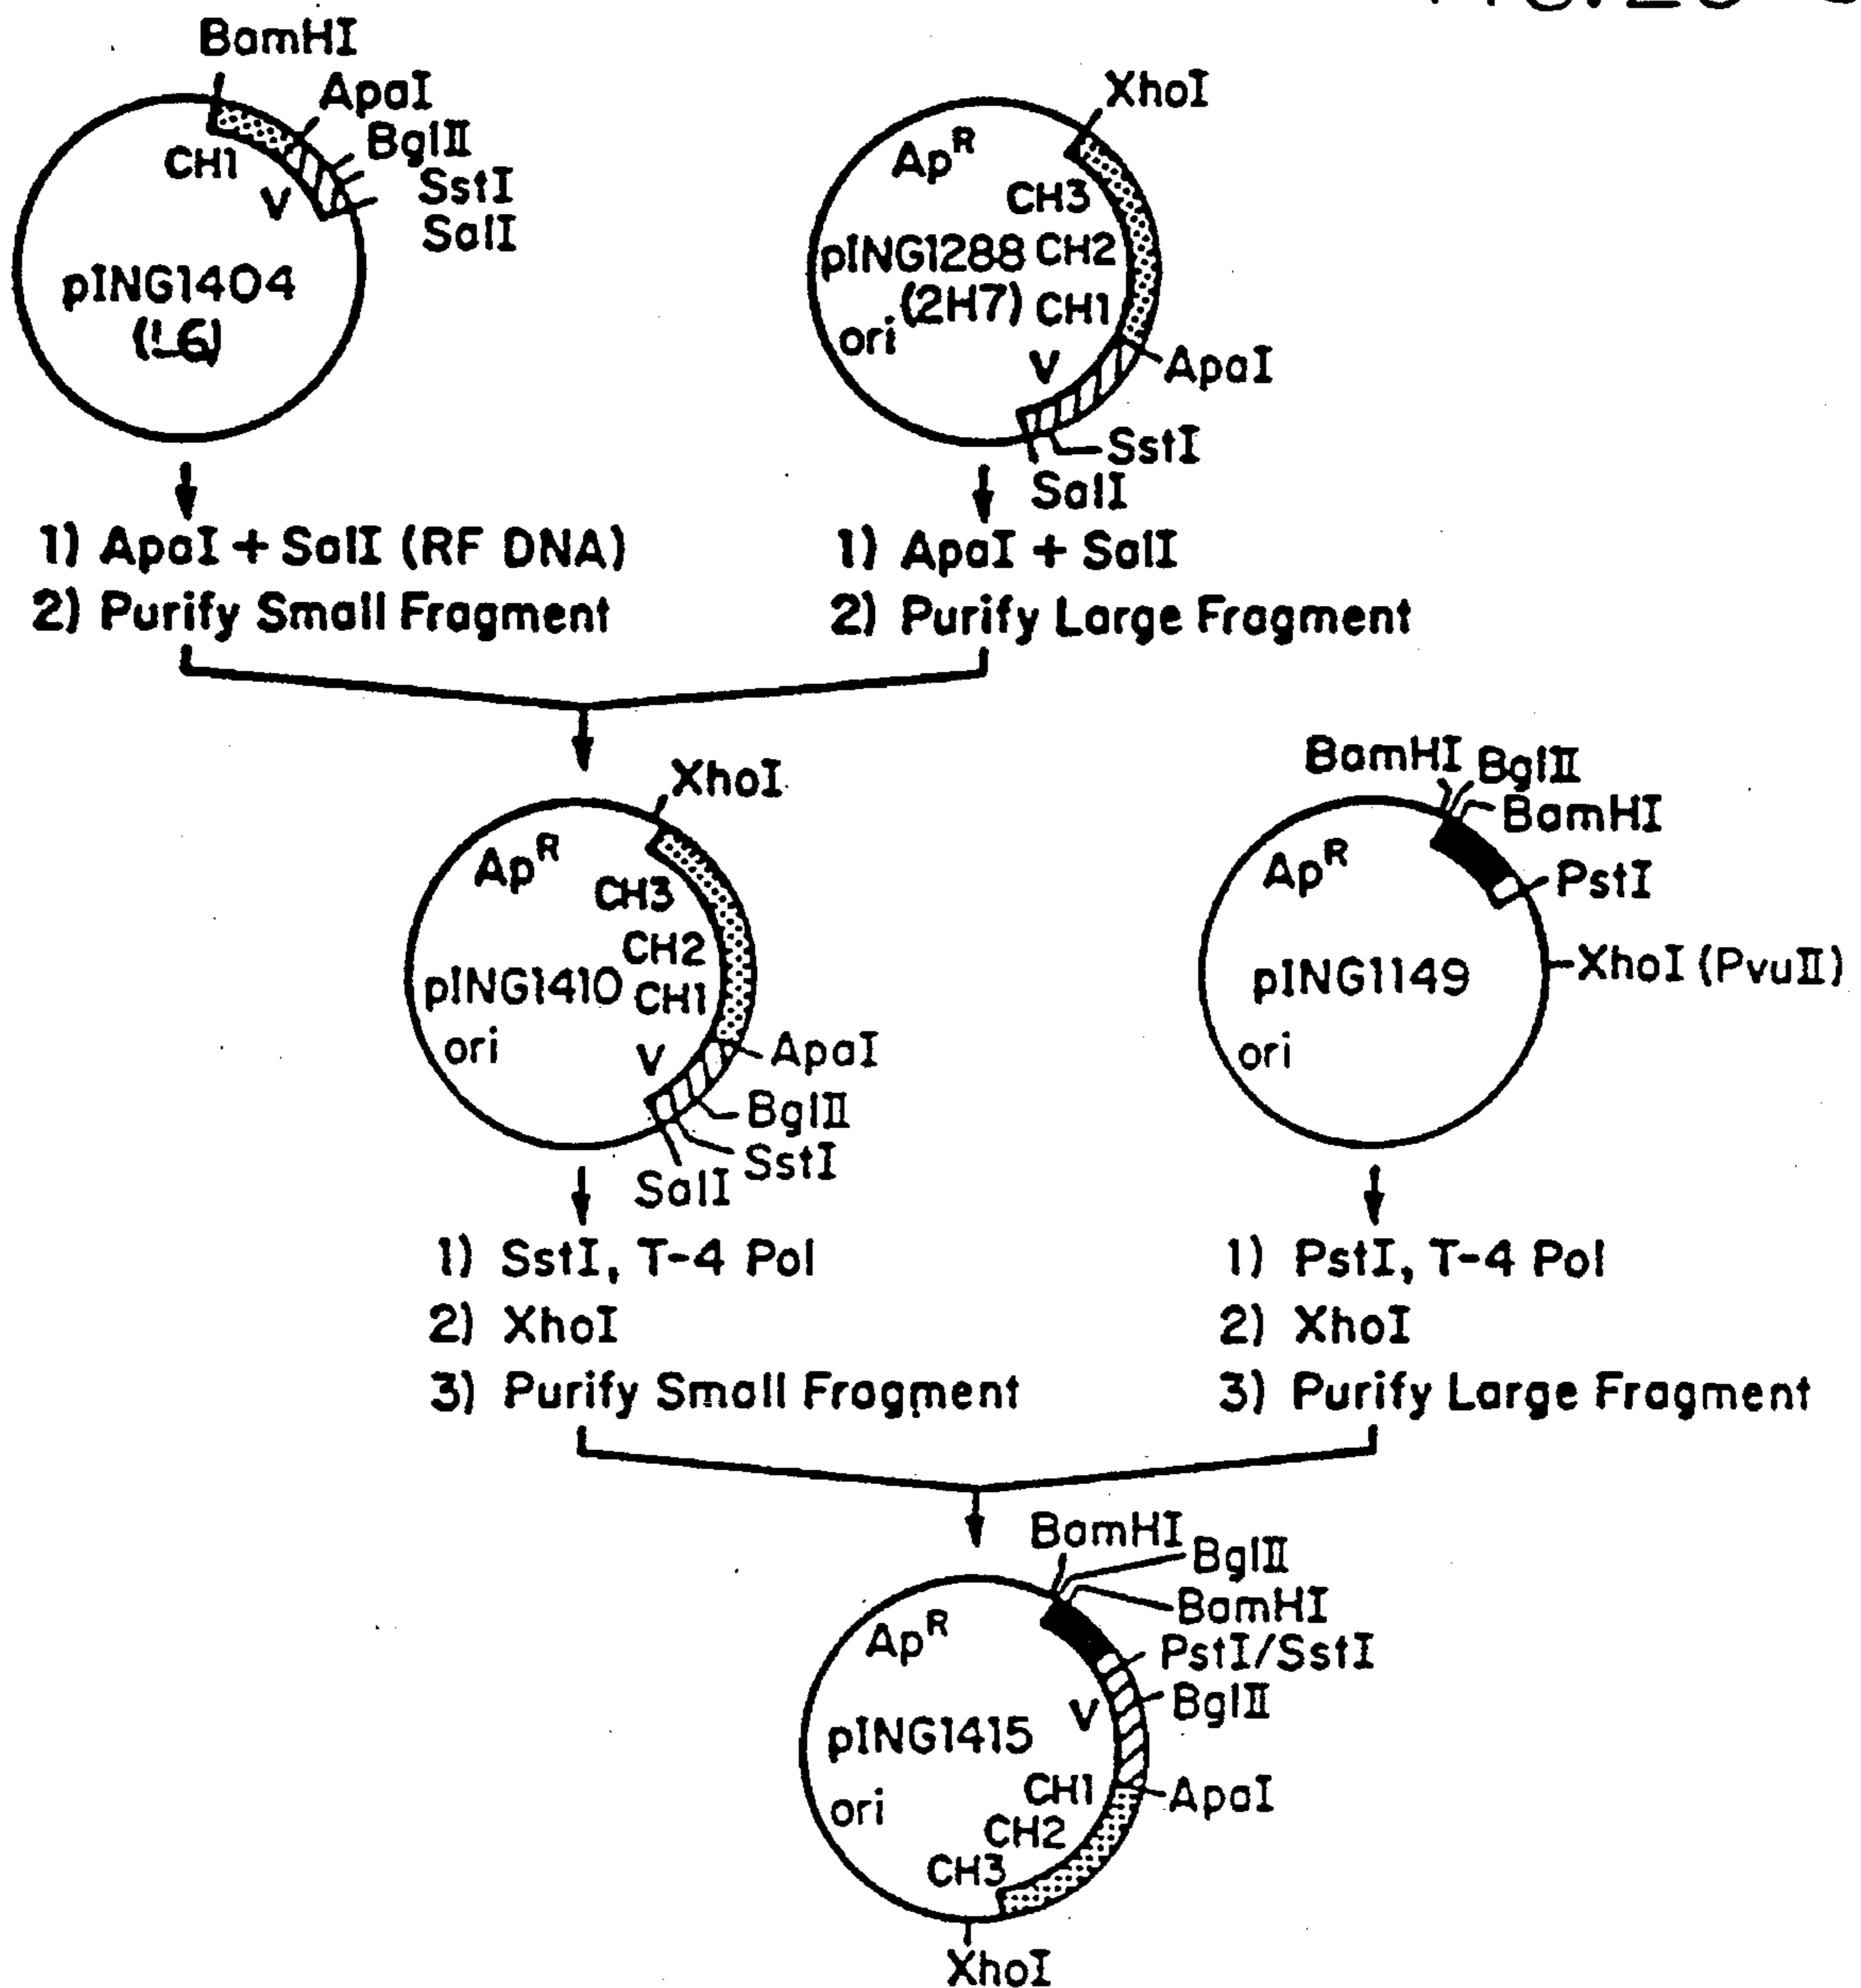 BamHI
ApaI
BglII
SstI
SalI
CH1
V
pING1404
(L6)
XhoI
Ap^R
CH3
pING1288 CH2
(2H7) CH1
ori
V
ApaI
SstI
SalI
1) ApaI + SalI (RF DNA)
2) Purify Small Fragment
1) ApaI + SalI
2) Purify Large Fragment
XhoI
Ap^R
CH3
CH2
pING1410 CH1
ori
V
ApaI
BglII
SstI
SalI
BamHI BglII
BamHI
Ap^R
PstI
XhoI (PvuII)
pING1149
ori
1) SstI, T-4 Pol
2) XhoI
3) Purify Small Fragment
1) PstI, T-4 Pol
2) XhoI
3) Purify Large Fragment
BamHI
BglII
BamHI
Ap^R
PstI/SstI
BglII
V
pING1415
CH1
ApaI
ori
CH2
CH3
XhoI